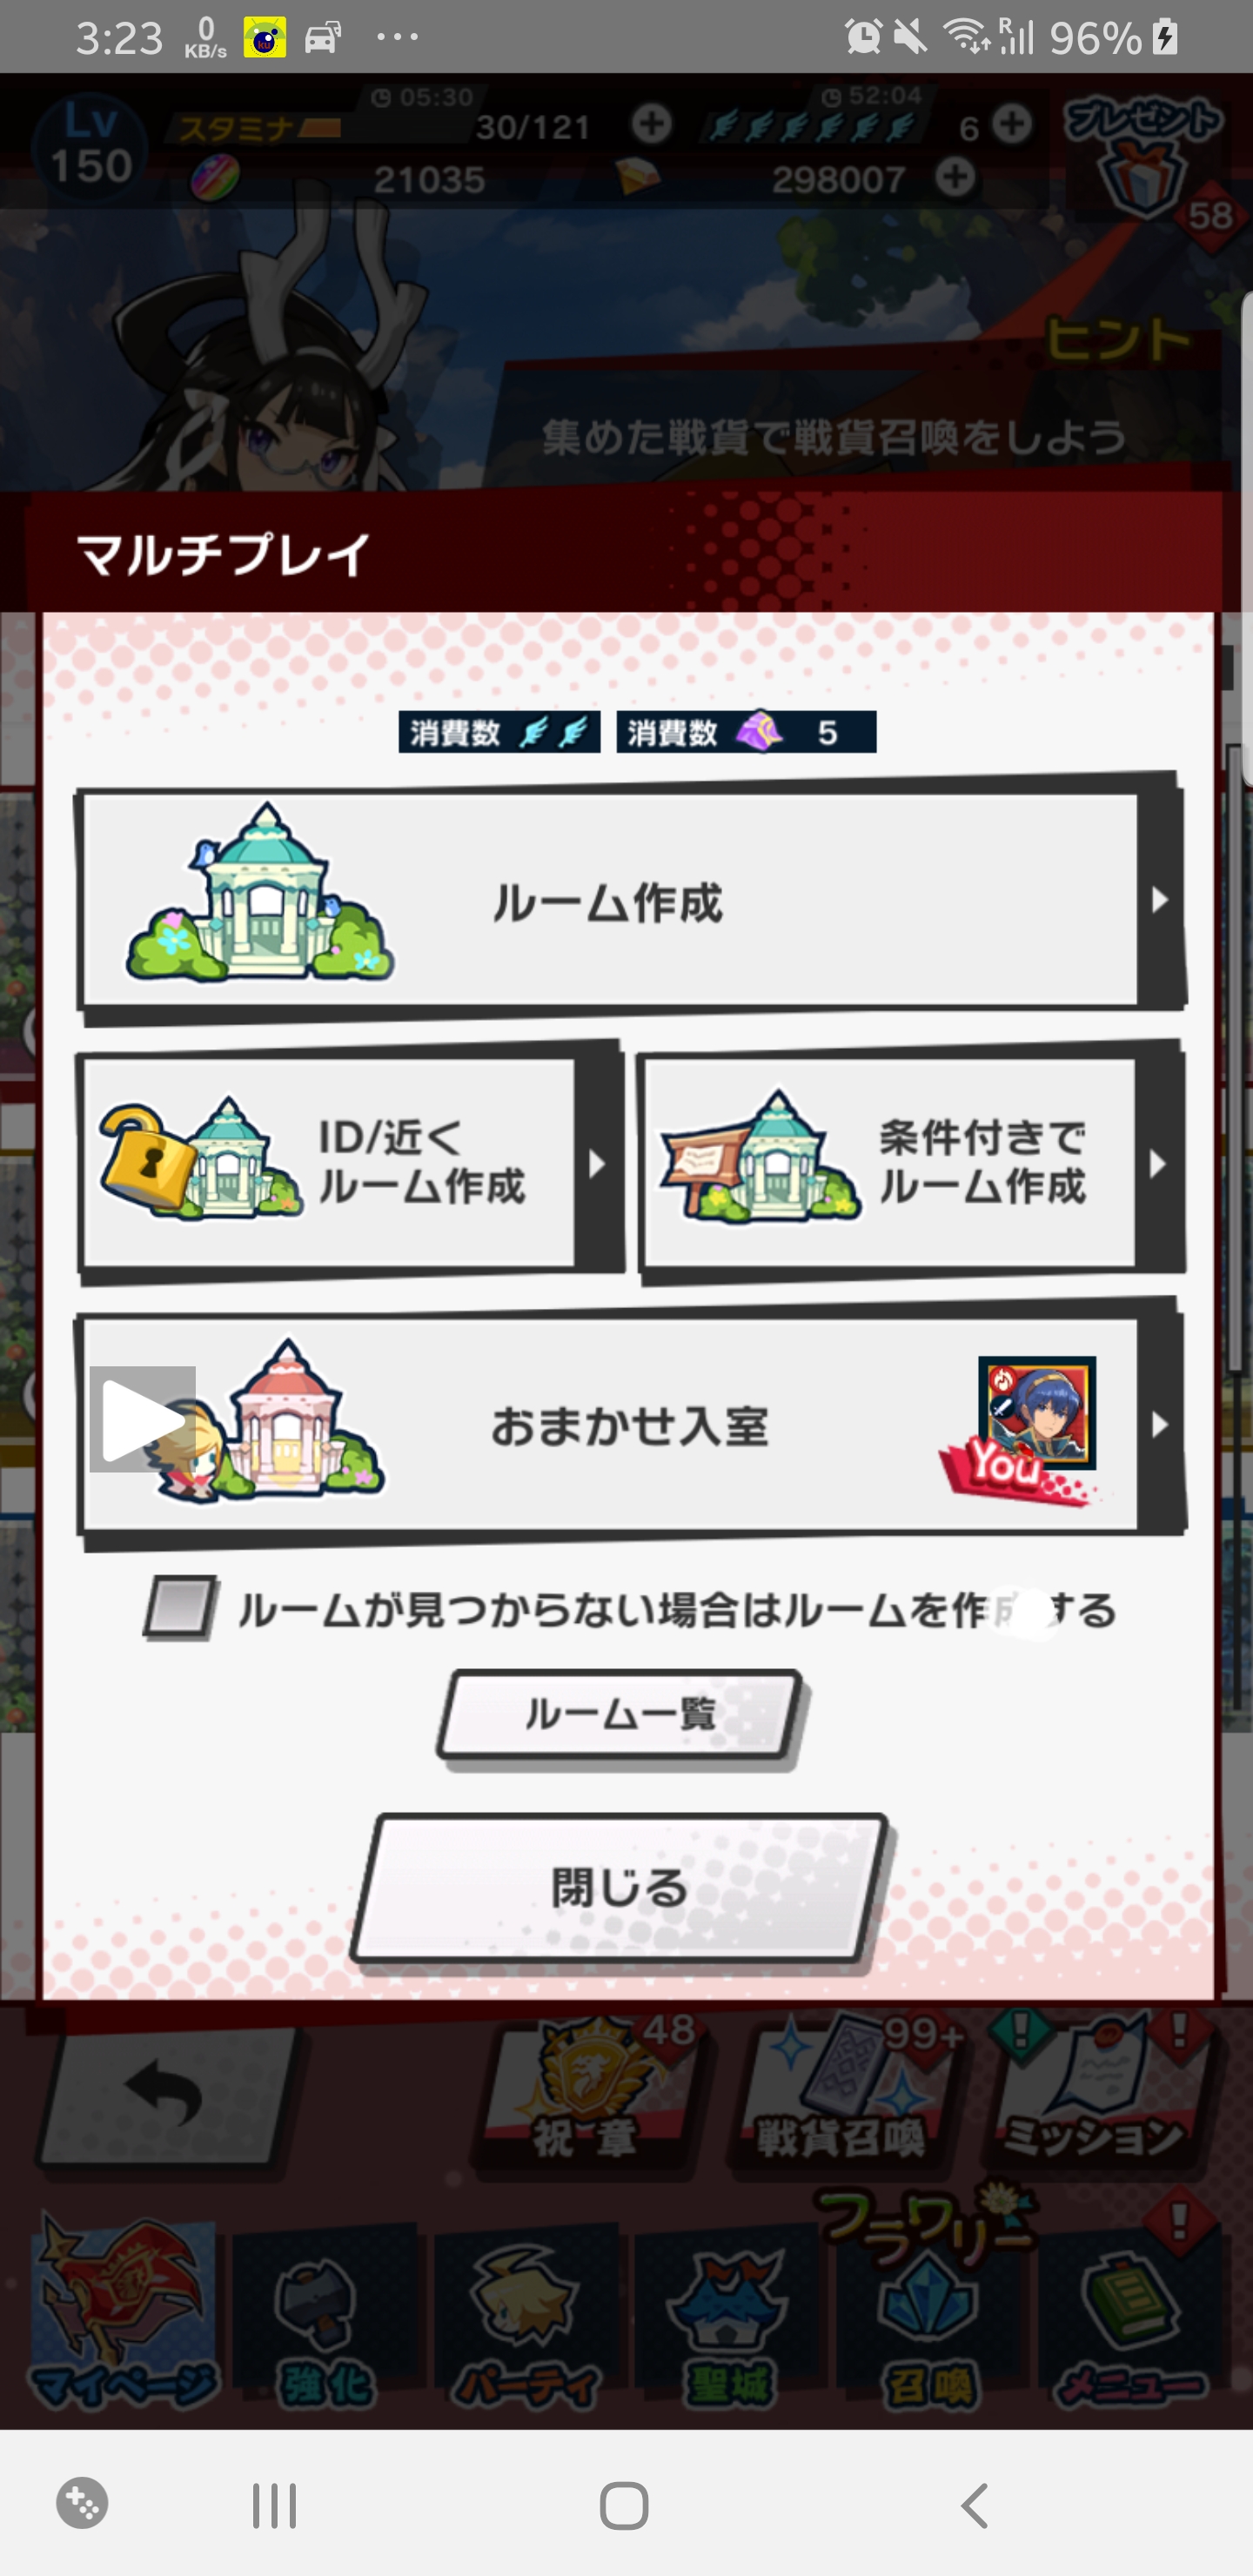 3:23
0
KB/s
R
96%
Lv
150
スタミナ
05:30
30/121
52:04
6
21035
298007
プレゼント
58
ヒント
集めた戦貨で戦貨召喚をしよう
マルチプレイ
消費数
消費数 5
ルーム作成
ID/近く
ルーム作成
条件付きで
ルーム作成
おまかせ入室
You
ルームが見つからない場合はルームを作成する
ルーム一覧
閉じる
48
祝章
99+
戦貨召喚
!
!
ミッション
フラワリー
!
マイページ
強化
パーティ
聖城
召喚
メニュー